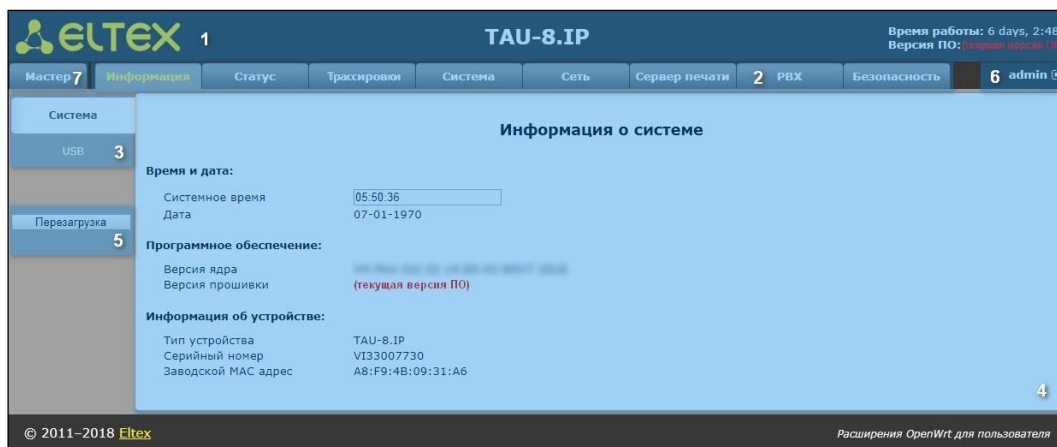 ELTEX 1 TAU-8.IP Время работы: 6 days, 2:48
Версия ПО:
Мастер 7 Информация Статус Трассировки Система Сеть Сервер печати 2 PBX Безопасность 6 admin
Система
USB 3
Перезагрузка
5
Информация о системе
Время и дата:
Системное время 05:50:36
Дата 07-01-1970
Программное обеспечение:
Версия ядра
Версия прошивки (текущая версия ПО)
Информация об устройстве:
Тип устройства TAU-8.IP
Серийный номер VI33007730
Заводской MAC адрес A8:F9:4B:09:31:A6
4
© 2011–2018 Eltex Расширения OpenWrt для пользователя